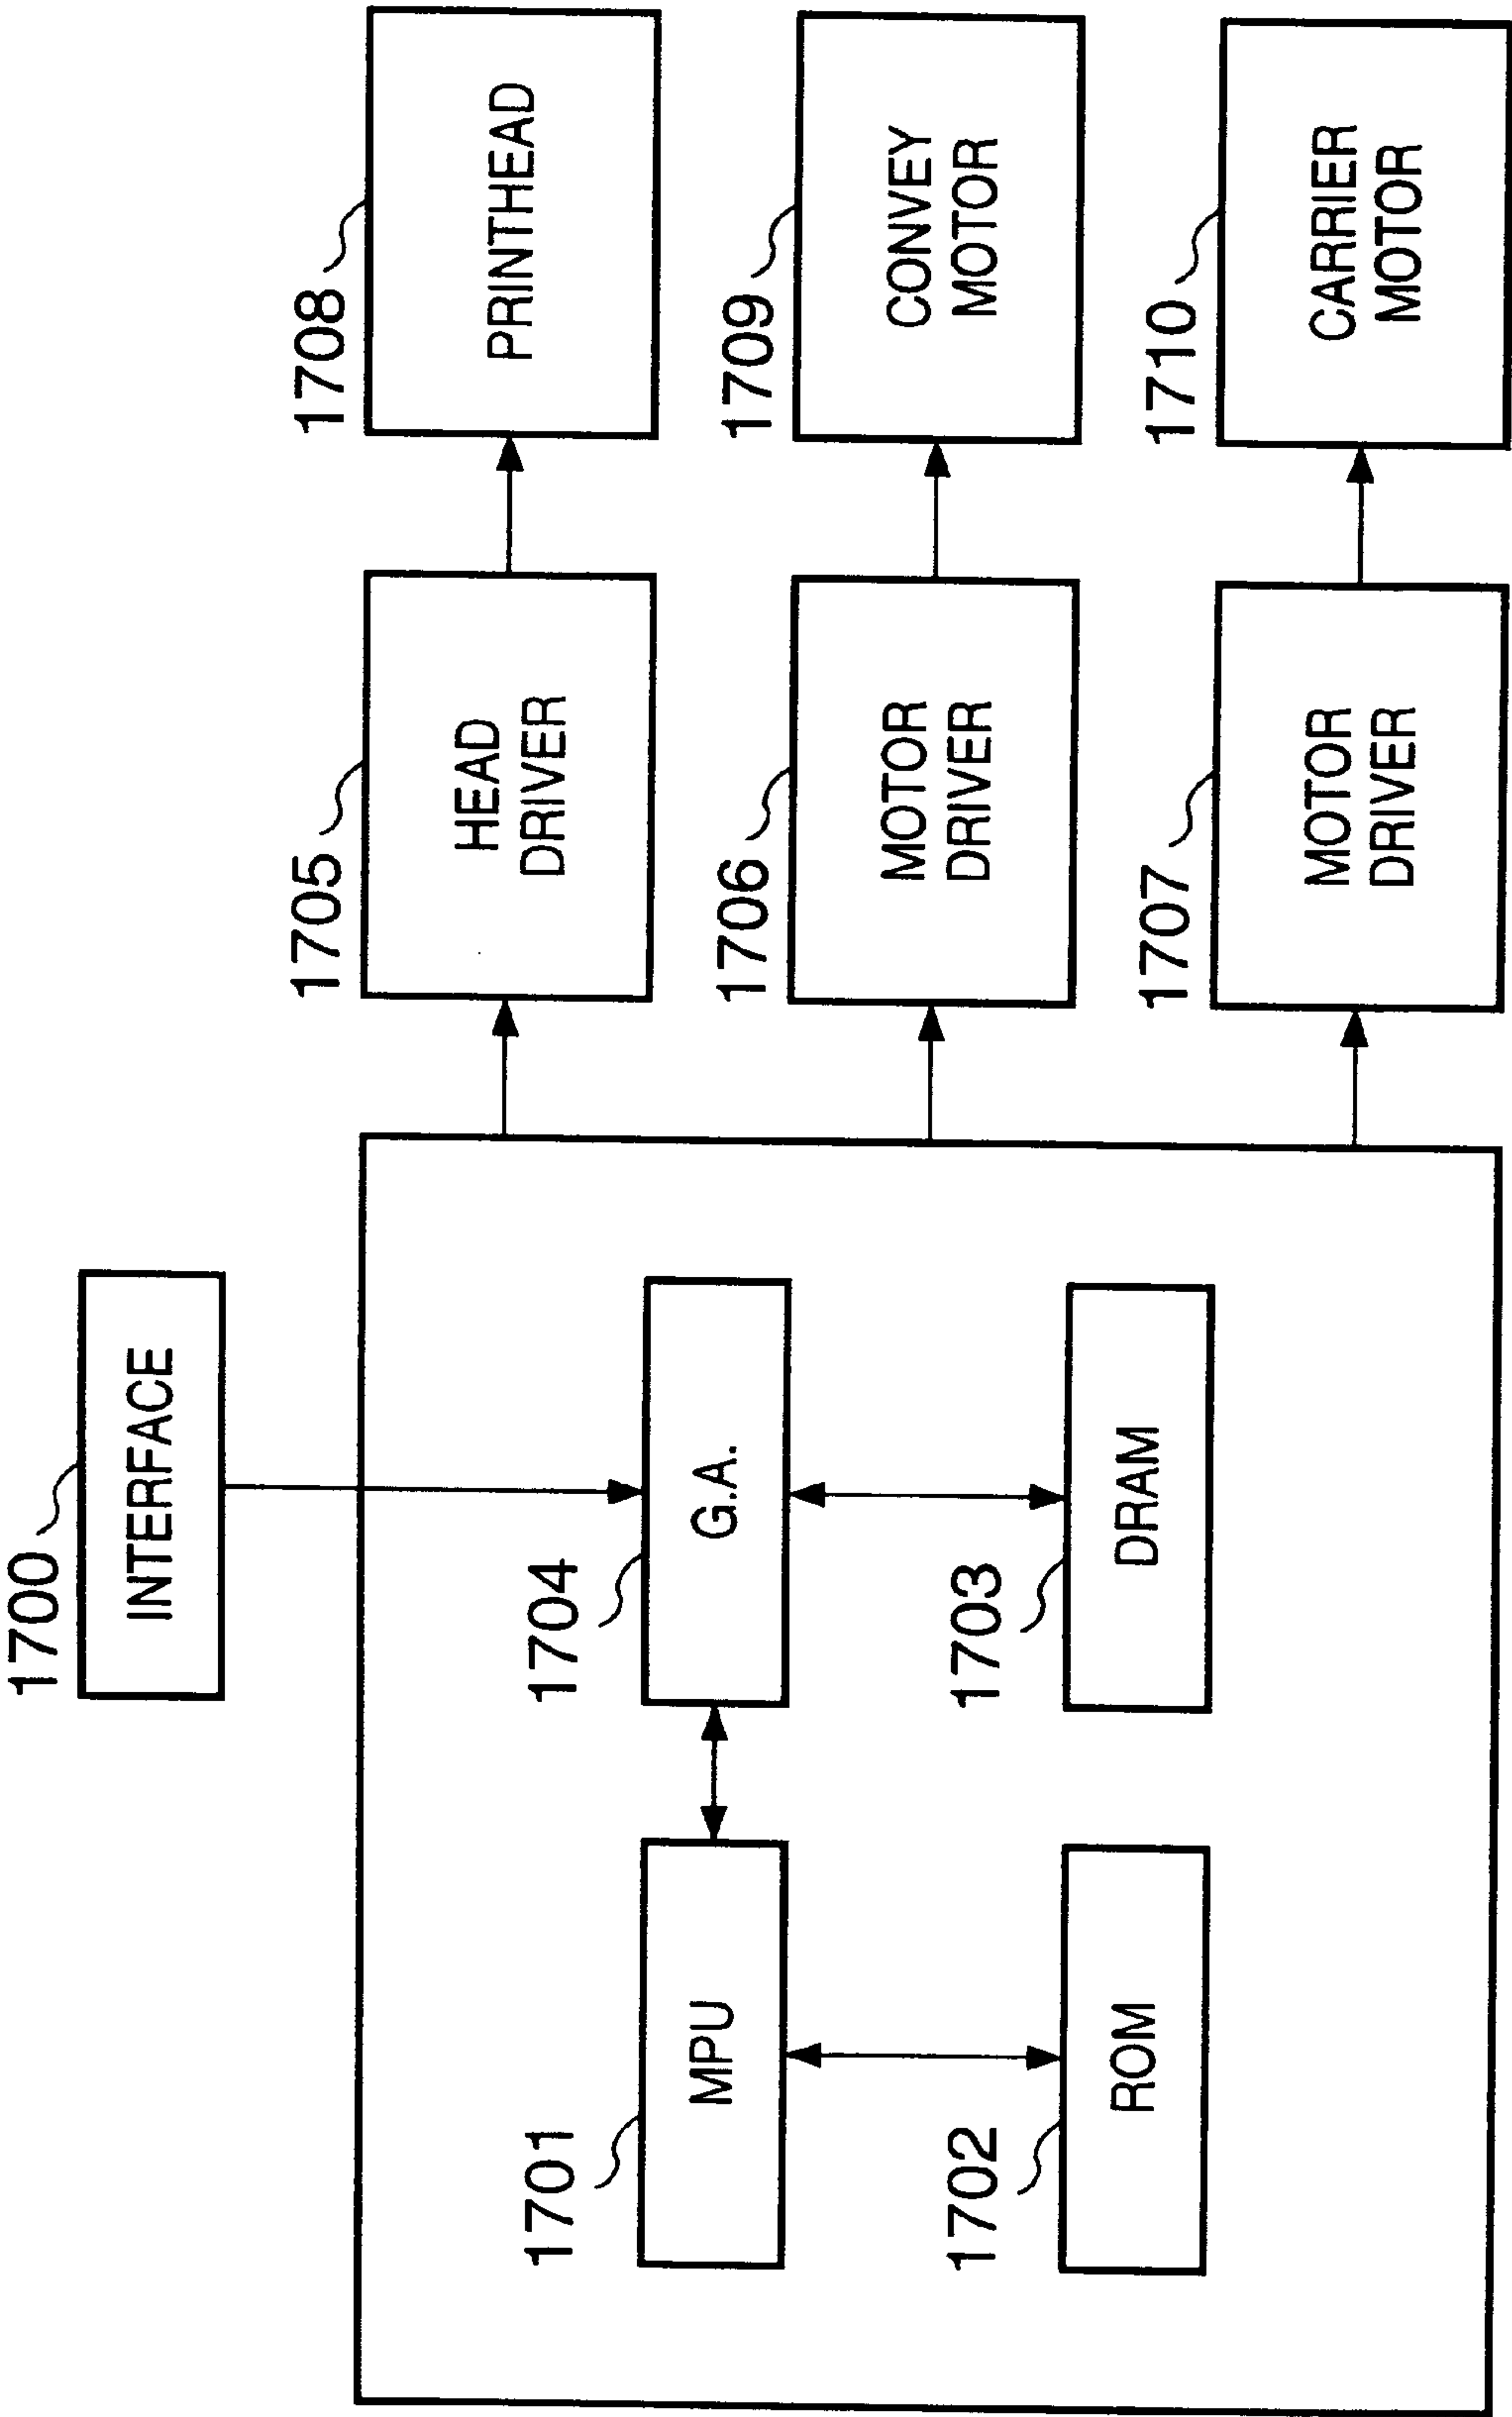 1700
INTERFACE
1701
MPU
1704
G.A.
1702
ROM
1703
DRAM
1705
HEAD
DRIVER
1708
PRINTHEAD
1706
MOTOR
DRIVER
1709
CONVEY
MOTOR
1707
MOTOR
DRIVER
1710
CARRIER
MOTOR